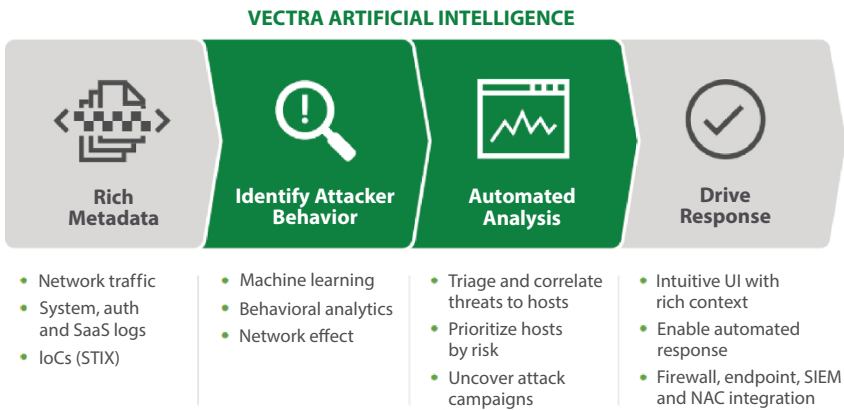 VECTRA ARTIFICIAL INTELLIGENCE
Rich
Metadata
Identify Attacker
Behavior
Automated
Analysis
Drive
Response
• Network traffic
• System, auth
and SaaS logs
• IoCs (STIX)
• Machine learning
• Behavioral analytics
• Network effect
• Triage and correlate
threats to hosts
• Prioritize hosts
by risk
• Uncover attack
campaigns
• Intuitive UI with
rich context
• Enable automated
response
• Firewall, endpoint, SIEM
and NAC integration